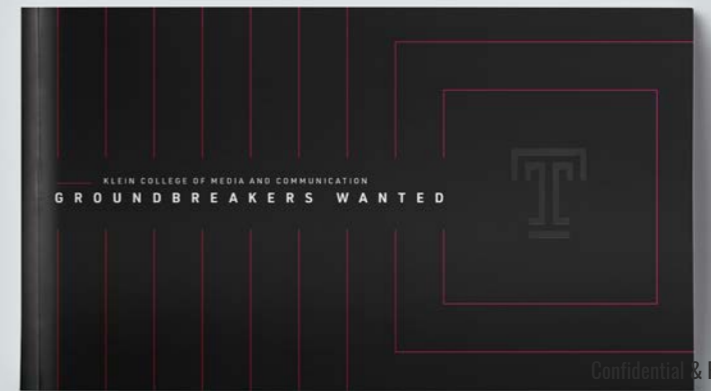 KLEIN COLLEGE OF MEDIA AND COMMUNICATION
GROUNDBREAKERS WANTED
T
Confidential &